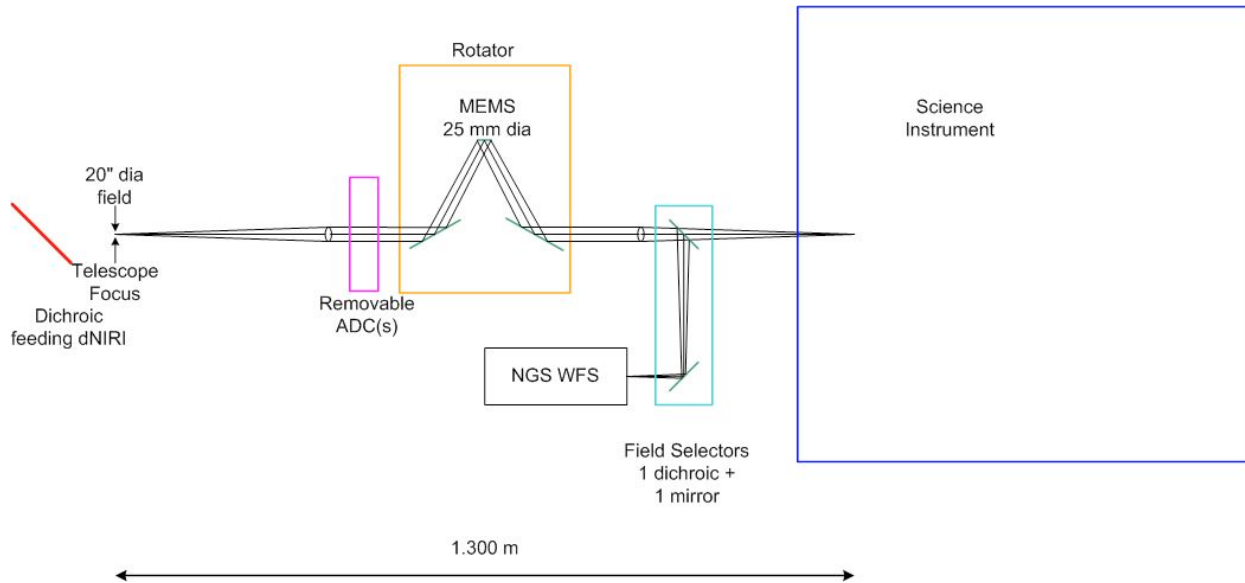 Rotator
MEMS
25 mm dia
Science
Instrument
20" dia
field
Telescope
Focus
Dichroic
feeding dNIRI
Removable
ADC(s)
NGS WFS
Field Selectors
1 dichroic +
1 mirror
1.300 m